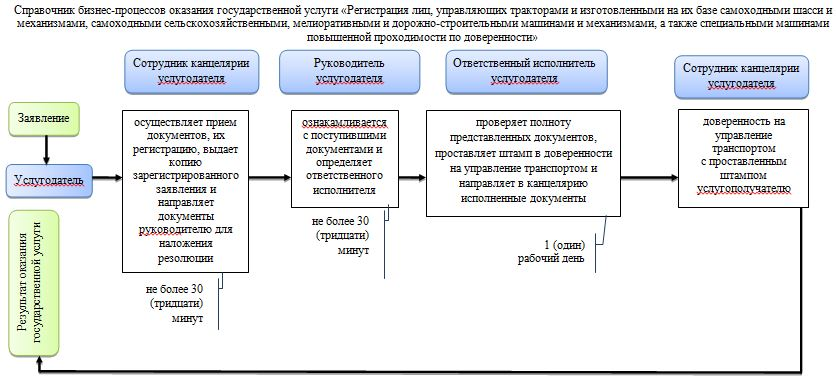 Справочник бизнес-процессов оказания государственной услуги «Регистрация лиц, управляющих тракторами и изготовленными на их базе самоходными шасси и
механизмами, самоходными сельскохозяйственными, мелиоративными и дорожно-строительными машинами и механизмами, а также специальными машинами
повышенной проходимости по доверенности»
Сотрудник канцелярии
услугодателя
Руководитель
услугодателя
Ответственный исполнитель
услугодателя
Сотрудник канцелярии
услугодателя
Заявление
Услугодатель
осуществляет прием
документов, их
регистрацию, выдает
копию
зарегистрированного
заявления и
направляет
документы
руководителю для
наложения
резолюции
ознакамливается
с поступившими
документами и
определяет
ответственного
исполнителя
проверяет полноту
представленных документов,
проставляет штамп в доверенности
на управление транспортом и
направляет в канцелярию
исполненные документы
доверенность на
управление
транспортом
с проставленным
штампом
услугополучателю
не более 30
(тридцати)
минут
не более 30
(тридцати)
минут
1 (один)
рабочий день
Результат оказания
государственной услуги